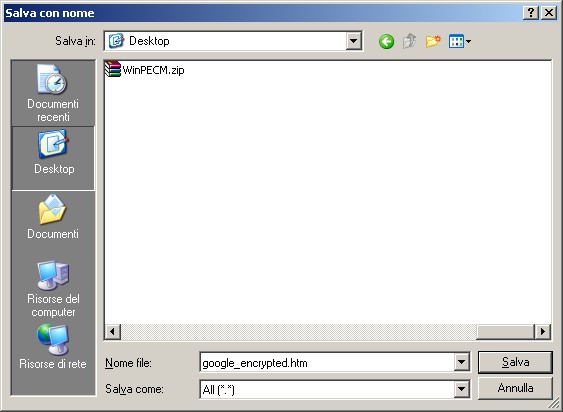 Salva con nome
Salva in:
Desktop
WinPECM.zip
Documenti
recenti
Desktop
Documenti
Risorse del
computer
Risorse di rete
Nome file:
google_encrypted.htm
Salva
Salva come:
All (*.*)
Annulla